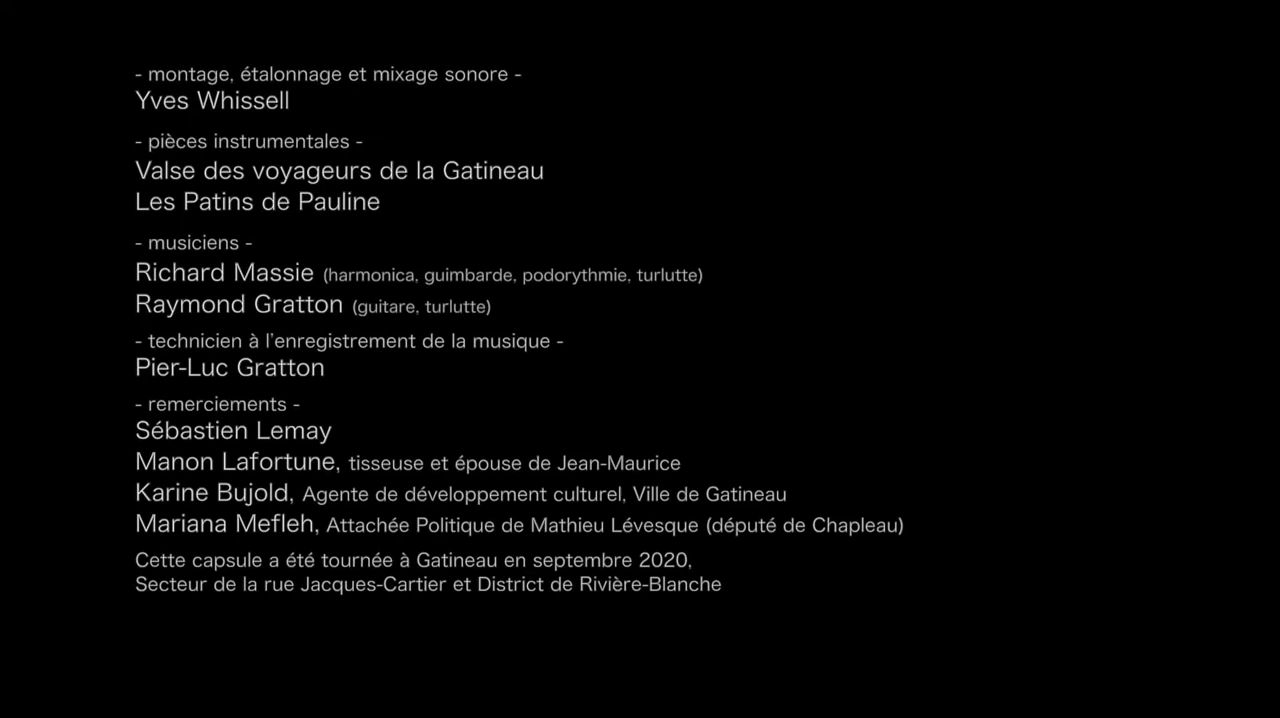 - montage, étalonnage et mixage sonore -
Yves Whissell
- pièces instrumentales -
Valse des voyageurs de la Gatineau
Les Patins de Pauline
- musiciens -
Richard Massie (harmonica, guimbarde, podorythmie, turlutte)
Raymond Gratton (guitare, turlutte)
- technicien à l'enregistrement de la musique -
Pier-Luc Gratton
- remerciements -
Sébastien Lemay
Manon Lafortune, tisseuse et épouse de Jean-Maurice
Karine Bujold, Agente de développement culturel, Ville de Gatineau
Mariana Mefleh, Attachée Politique de Mathieu Lévesque (député de Chapleau)
Cette capsule a été tournée à Gatineau en septembre 2020,
Secteur de la rue Jacques-Cartier et District de Rivière-Blanche